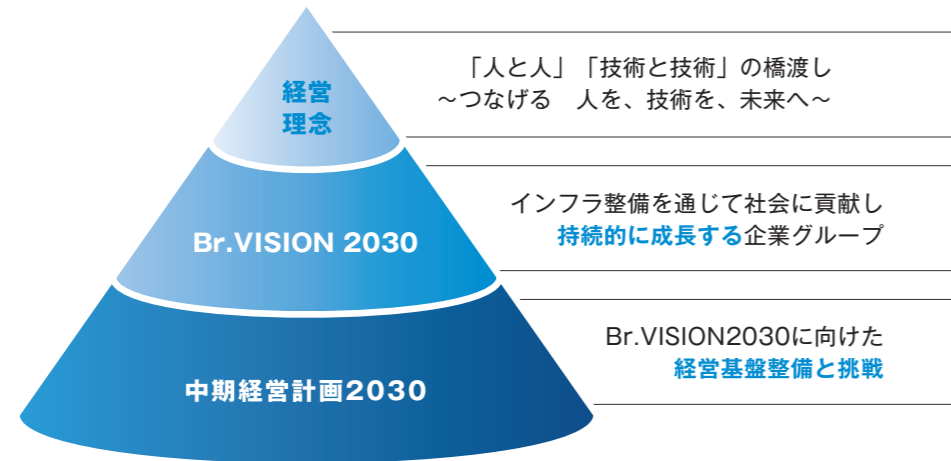 経営
理念
「人と人」「技術と技術」の橋渡し
～つなげる　人を、技術を、未来へ～
Br.VISION 2030
インフラ整備を通じて社会に貢献し
持続的に成長する企業グループ
中期経営計画2030
Br.VISION2030に向けた
経営基盤整備と挑戦